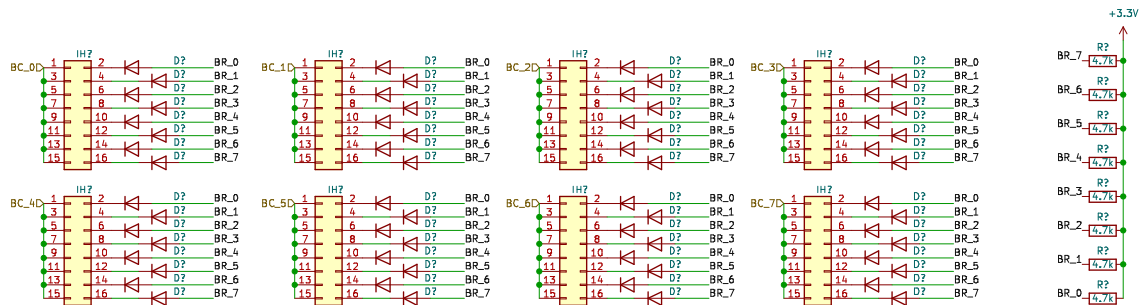 +3.3V
IH? IH? IH? IH?
BC_0 1 2 D? BR_0 BC_1 1 2 D? BR_0 BC_2 1 2 D? BR_0 BC_3 1 2 D? BR_0 BR_7 R? 4.7k
3 4 D? BR_1 3 4 D? BR_1 3 4 D? BR_1 3 4 D? BR_1
5 6 D? BR_2 5 6 D? BR_2 5 6 D? BR_2 5 6 D? BR_2 BR_6 R? 4.7k
7 8 D? BR_3 7 8 D? BR_3 7 8 D? BR_3 7 8 D? BR_3
9 10 D? BR_4 9 10 D? BR_4 9 10 D? BR_4 9 10 D? BR_4 BR_5 R? 4.7k
11 12 D? BR_5 11 12 D? BR_5 11 12 D? BR_5 11 12 D? BR_5
13 14 D? BR_6 13 14 D? BR_6 13 14 D? BR_6 13 14 D? BR_6
15 16 D? BR_7 15 16 D? BR_7 15 16 D? BR_7 15 16 D? BR_7 BR_4 R? 4.7k
IH? IH? IH? IH?
BC_4 1 2 D? BR_0 BC_5 1 2 D? BR_0 BC_6 1 2 D? BR_0 BC_7 1 2 D? BR_0 BR_3 R? 4.7k
3 4 D? BR_1 3 4 D? BR_1 3 4 D? BR_1 3 4 D? BR_1
5 6 D? BR_2 5 6 D? BR_2 5 6 D? BR_2 5 6 D? BR_2 BR_2 R? 4.7k
7 8 D? BR_3 7 8 D? BR_3 7 8 D? BR_3 7 8 D? BR_3
9 10 D? BR_4 9 10 D? BR_4 9 10 D? BR_4 9 10 D? BR_4
11 12 D? BR_5 11 12 D? BR_5 11 12 D? BR_5 11 12 D? BR_5 BR_1 R? 4.7k
13 14 D? BR_6 13 14 D? BR_6 13 14 D? BR_6 13 14 D? BR_6
15 16 D? BR_7 15 16 D? BR_7 15 16 D? BR_7 15 16 D? BR_7 BR_0 R? 4.7k